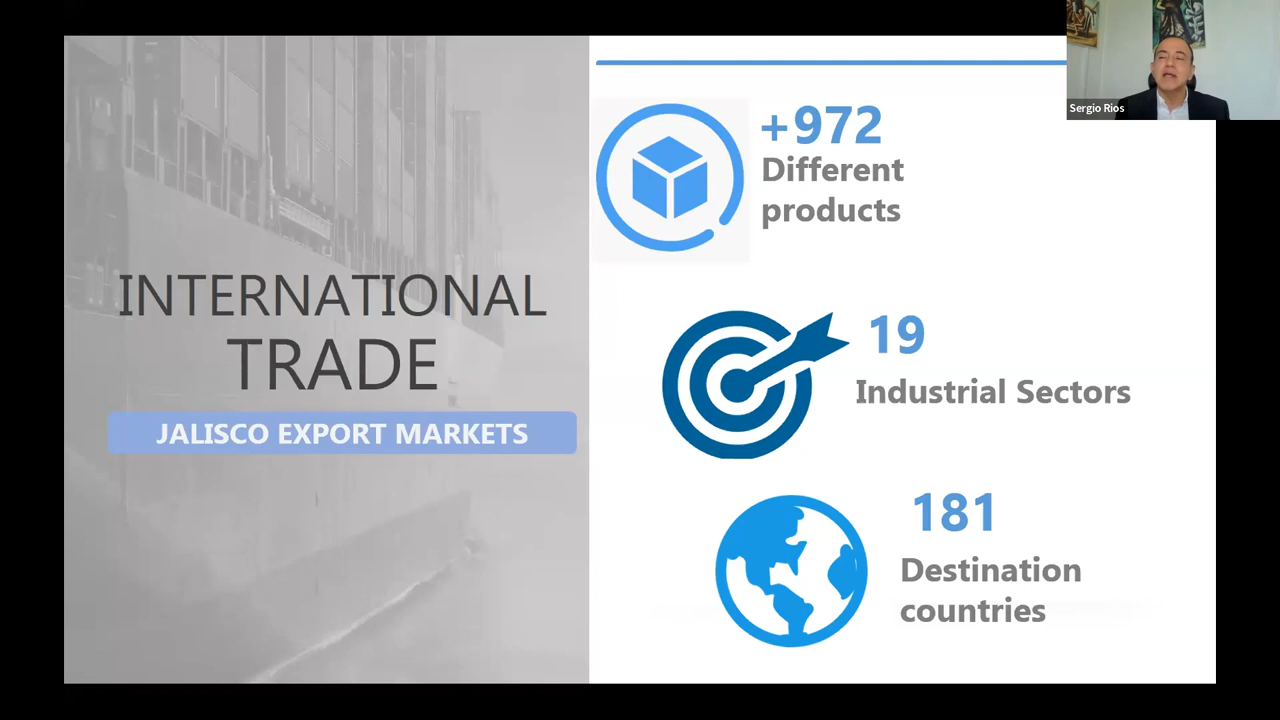 Sergio Rios
INTERNATIONAL
TRADE
JALISCO EXPORT MARKETS
+972
Different
products
19
Industrial Sectors
181
Destination
countries